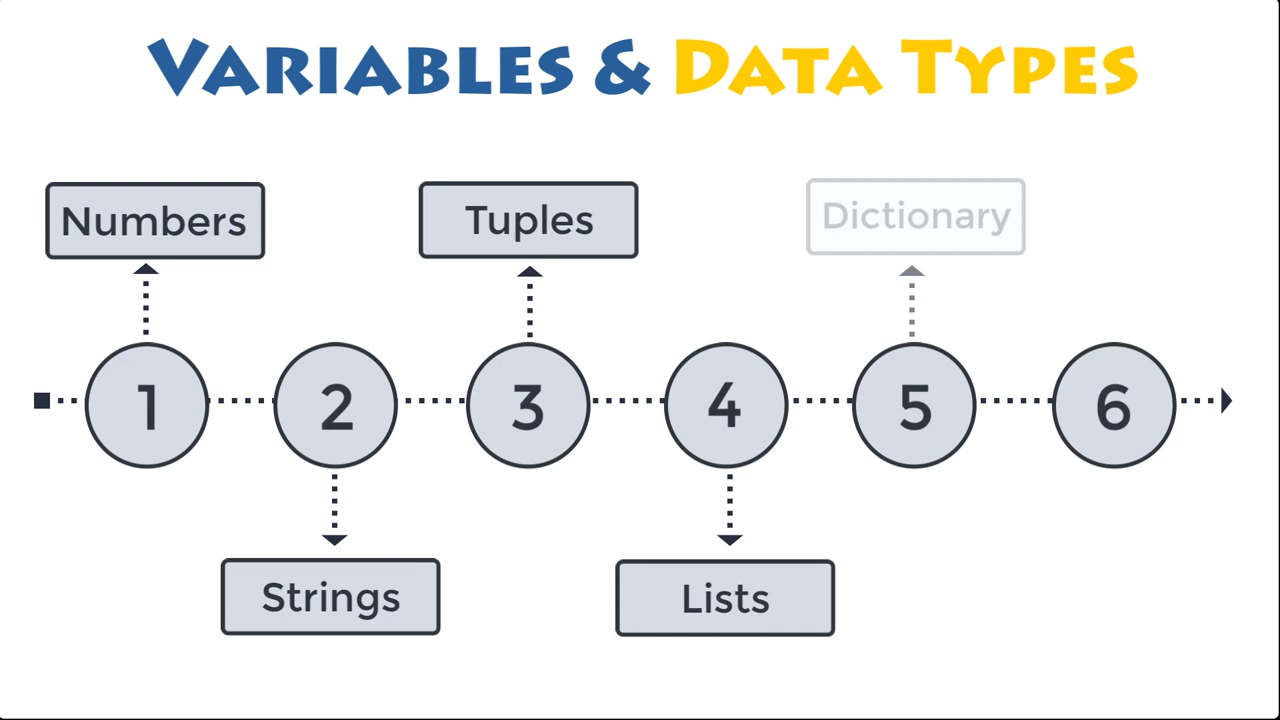 VARIABLES & DATA TYPES
Numbers
Tuples
Dictionary
1
2
3
4
5
6
Strings
Lists